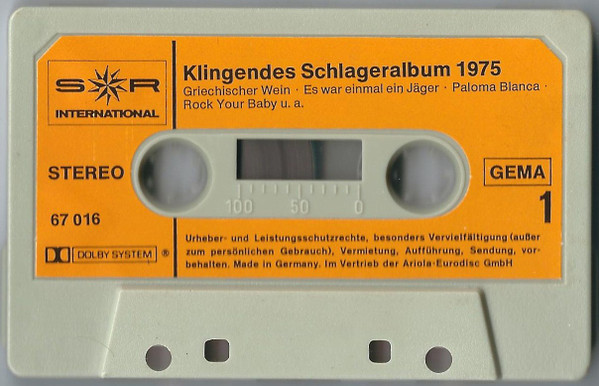 Klingendes Schlageralbum 1975
Griechischer Wein · Es war einmal ein Jäger · Paloma Blanca ·
Rock Your Baby u. a.
S R
INTERNATIONAL
STEREO
GEMA
67 016
100 50 0
1
DOLBY SYSTEM ®
Urheber- und Leistungsschutzrechte, besonders Vervielfältigung (außer
zum persönlichen Gebrauch), Vermietung, Aufführung, Sendung, vor-
behalten. Made in Germany. Im Vertrieb der Ariola-Eurodisc GmbH